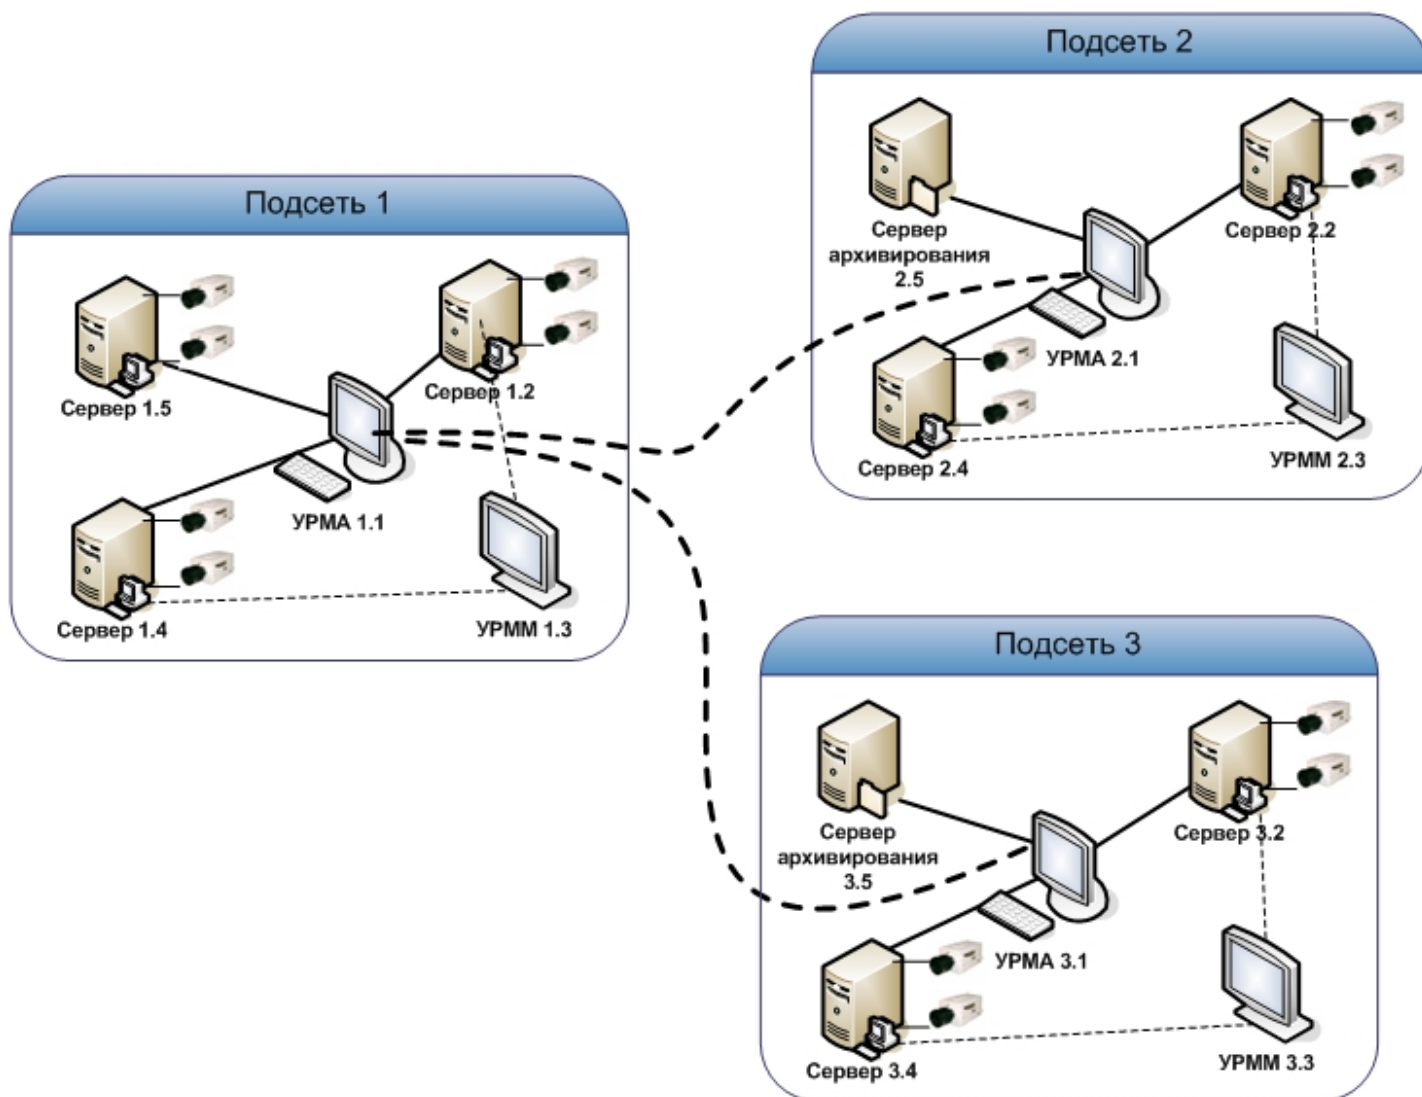 Подсеть 1
Сервер 1.5
Сервер 1.2
УРМА 1.1
Сервер 1.4
УРММ 1.3
Подсеть 2
Сервер
архивирования
2.5
Сервер 2.2
УРМА 2.1
Сервер 2.4
УРММ 2.3
Подсеть 3
Сервер
архивирования
3.5
Сервер 3.2
УРМА 3.1
Сервер 3.4
УРММ 3.3